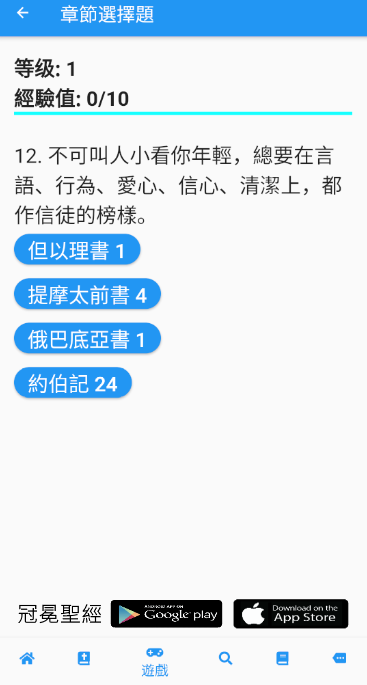 章節選擇題
等级: 1
經驗值: 0/10
12. 不可叫人小看你年輕，總要在言
語、行為、愛心、信心、清潔上，都
作信徒的榜樣。
但以理書 1
提摩太前書 4
俄巴底亞書 1
約伯記 24
冠冕聖經
ANDROID APP ON
Google play
Download on the
App Store
遊戲